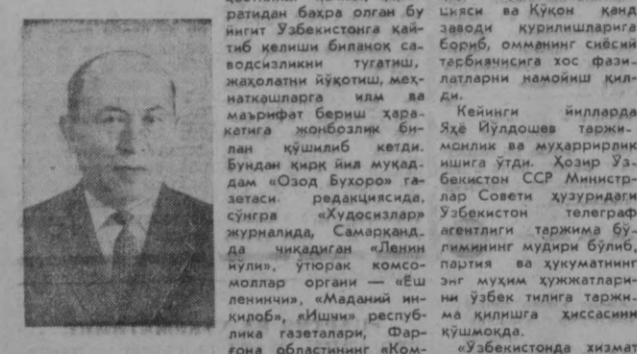 ратидан баҳра олган бу
йигит Ўзбекистонга қай-
тиб келиши биланоқ са-
водсизликни тугатиш,
жаҳолатни йўқотиш, меҳ-
наткашларга илм ва
маърифат бериш ҳара-
катига жонбозлик би-
лан қўшилиб кетди.
Бундан қирқ йил муқад-
дам «Озод Бухоро» га-
зетаси редакциясида,
сўнгра «Худосизлар»
журналида, Самарқанд-
да чиқадиган «Ленин
йўли», ўтюрак комсо-
моллар органи — «Ёш
ленинчи», «Маданий ин-
қилоб», «Ишчи» респуб-
лика газеталари, Фар-
ғона областининг «Ком-
цияси ва Қўқон қанд
заводи қурилишларига
бориб, омманинг сиёсий
тарбиячисига хос фази-
латларни намойиш қил-
ди.
Кейинги йилларда
Яҳё Йўлдошев таржи-
монлик ва муҳаррирлик
ишига ўтди. Ҳозир Ўз-
бекистон ССР Министр-
лар Совети ҳузуридаги
Ўзбекистон телеграф
агентлиги таржима бў-
лимининг мудири бўлиб,
партия ва ҳукуматнинг
энг муҳим ҳужжатлари-
ни ўзбек тилига таржи-
ма қилишга ҳиссасини
қўшмоқда.
«Ўзбекистонда хизмат